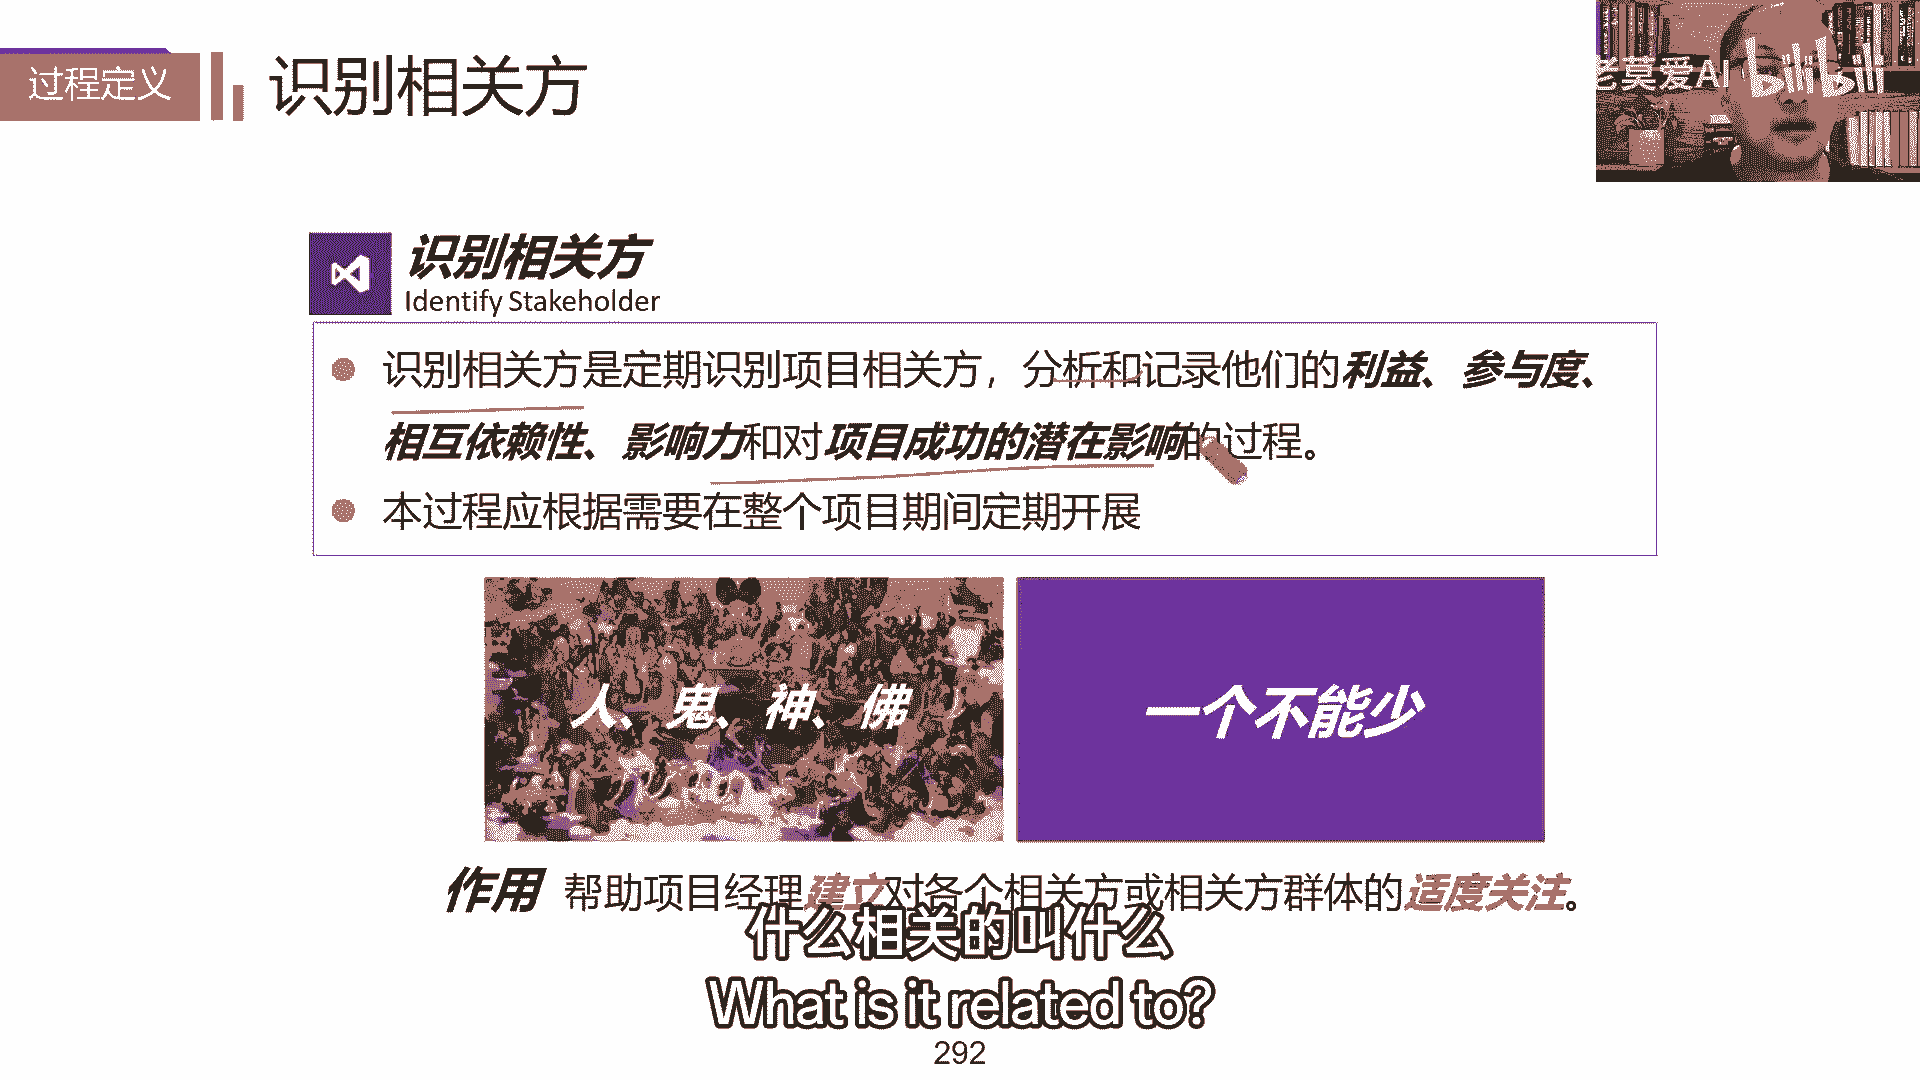 过程定义
识别相关方
老莫爱AI
bilibili
识别相关方
Identify Stakeholder
识别相关方是定期识别项目相关方，分析和记录他们的利益、参与度、
相互依赖性、影响力和对项目成功的潜在影响的过程。
本过程应根据需要在整个项目期间定期开展
人、鬼、神、佛
一个不能少
作用 帮助项目经理建立对各个相关方或相关方群体的适度关注。
什么相关的叫什么
What is it related to?
292